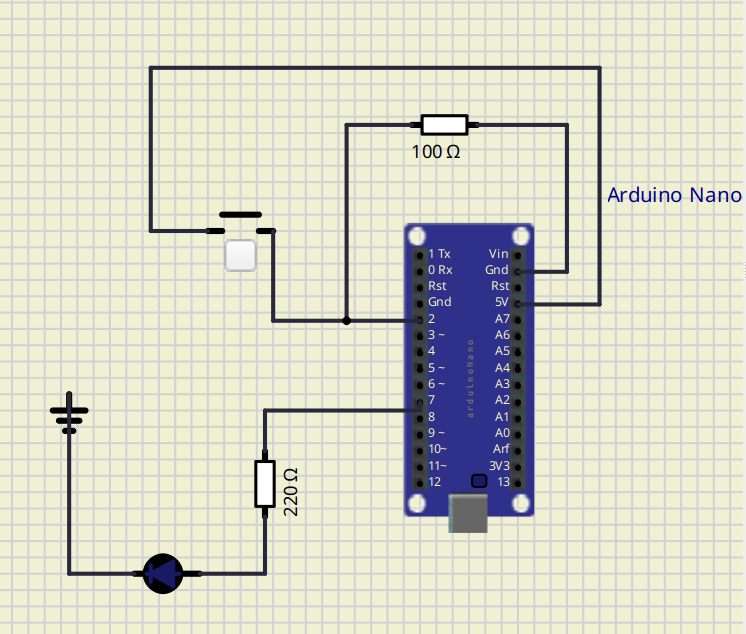 100 Ω
Arduino Nano
1 Tx Vin
0 Rx Gnd
Rst Rst
Gnd 5V
2 A7
3 ~ A6
4 A5
5 ~ A4
6 ~ A3
7 A2
8 A1
9 ~ A0
10~ Arf
11~ 3V3
12 13
arduinoNano
220 Ω